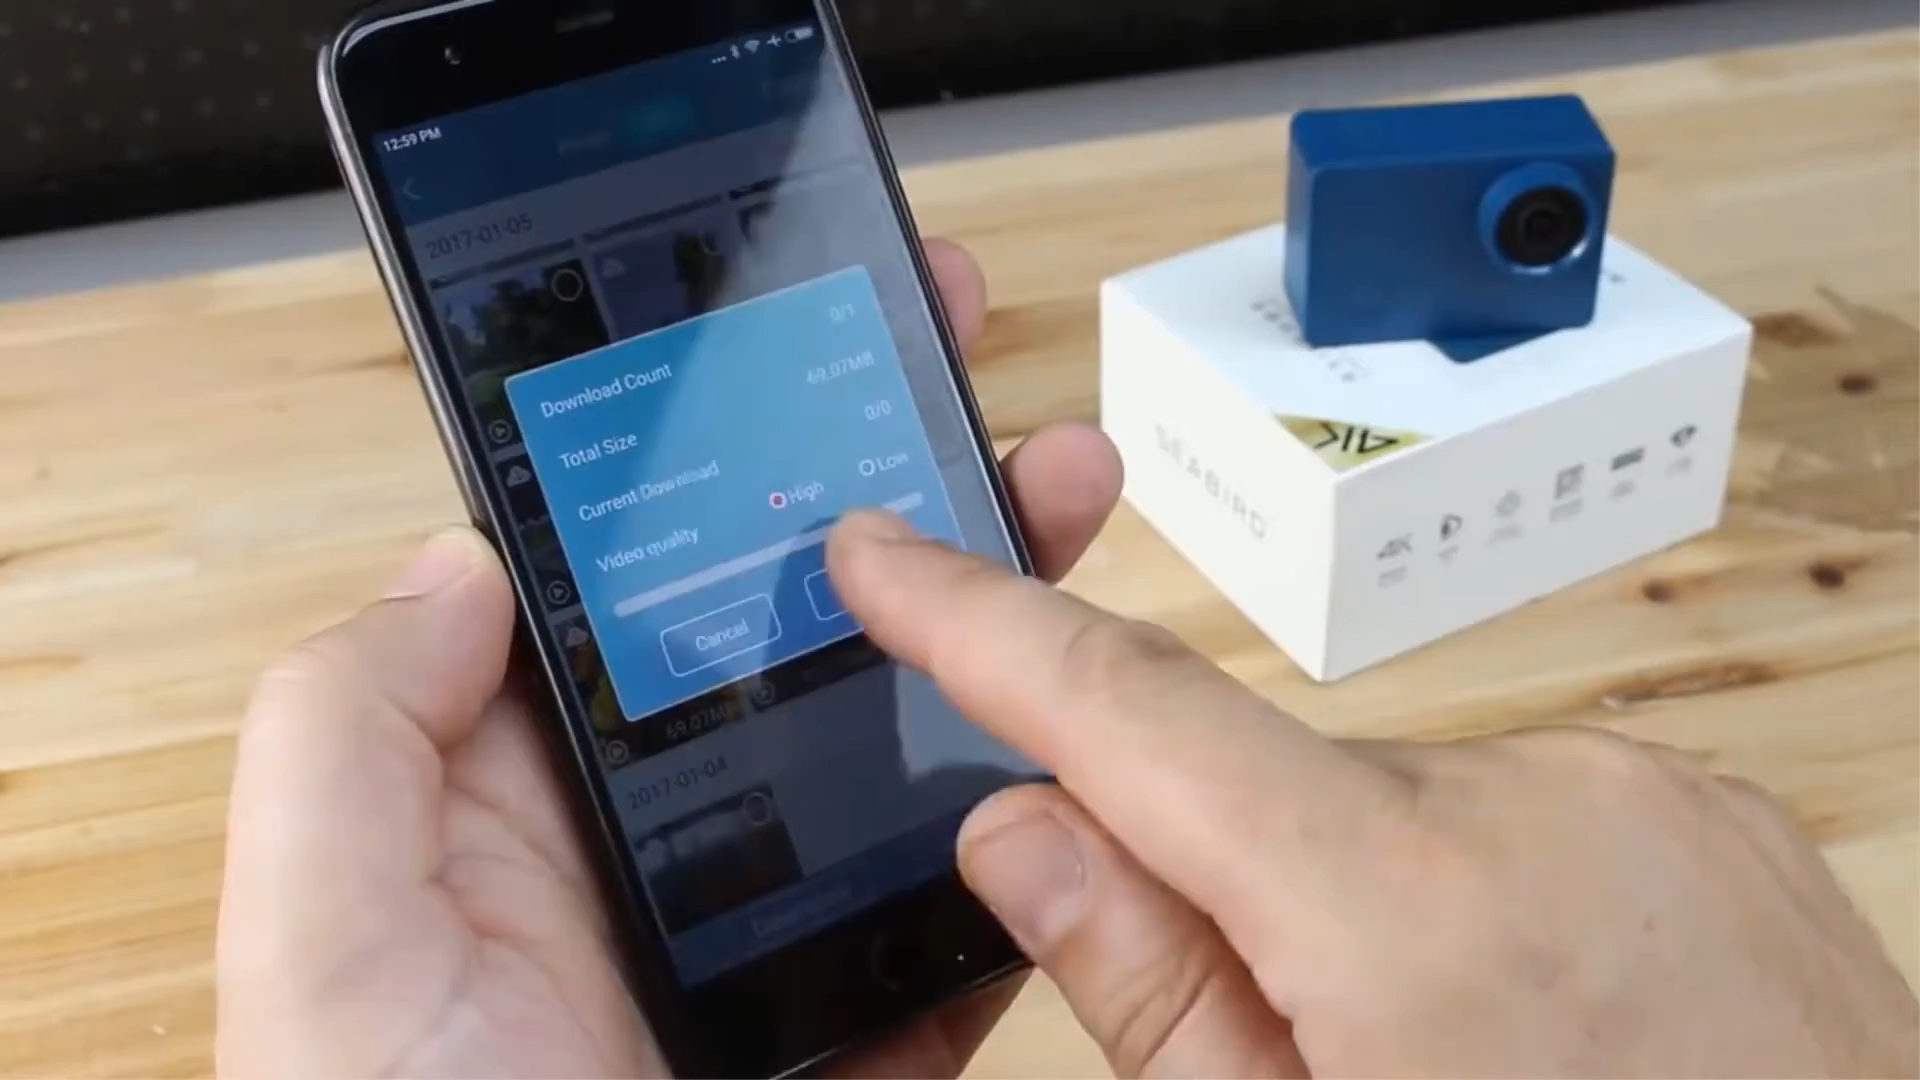 12:59 PM
2017-01-05
Download Count 0/1
Total Size 69.07MB
Current Download 0/0
Video quality High Low
Cancel
69.07MB
2017-01-04
4K
SEABIRD
4K